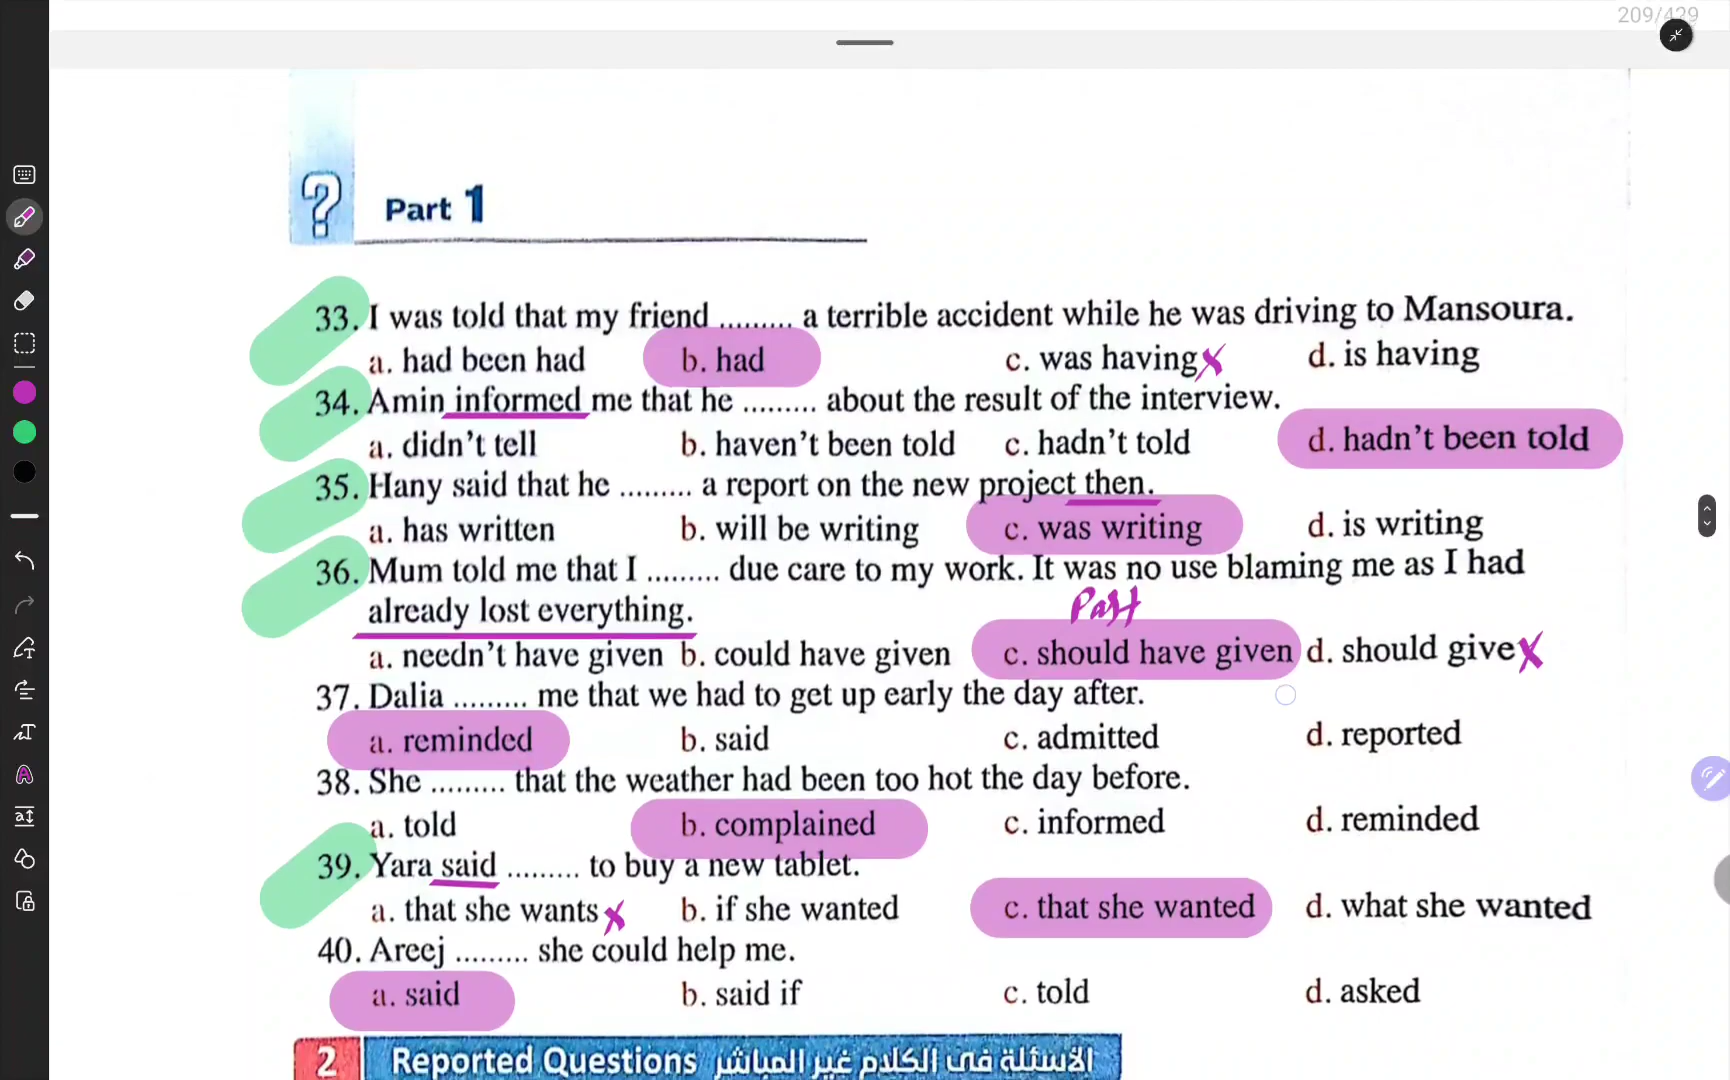 209/429
Part 1
33. I was told that my friend ......... a terrible accident while he was driving to Mansoura.
a. had been had b. had c. was having d. is having
34. Amin informed me that he ......... about the result of the interview.
a. didn't tell b. haven't been told c. hadn't told d. hadn't been told
35. Hany said that he ......... a report on the new project then.
a. has written b. will be writing c. was writing d. is writing
36. Mum told me that I ......... due care to my work. It was no use blaming me as I had
already lost everything.
Past
a. needn't have given b. could have given c. should have given d. should give
37. Dalia ......... me that we had to get up early the day after.
a. reminded b. said c. admitted d. reported
38. She ......... that the weather had been too hot the day before.
a. told b. complained c. informed d. reminded
39. Yara said ......... to buy a new tablet.
a. that she wants b. if she wanted c. that she wanted d. what she wanted
40. Areej ......... she could help me.
a. said b. said if c. told d. asked
2 Reported Questions الأسئلة فى الكلام غير المباشر